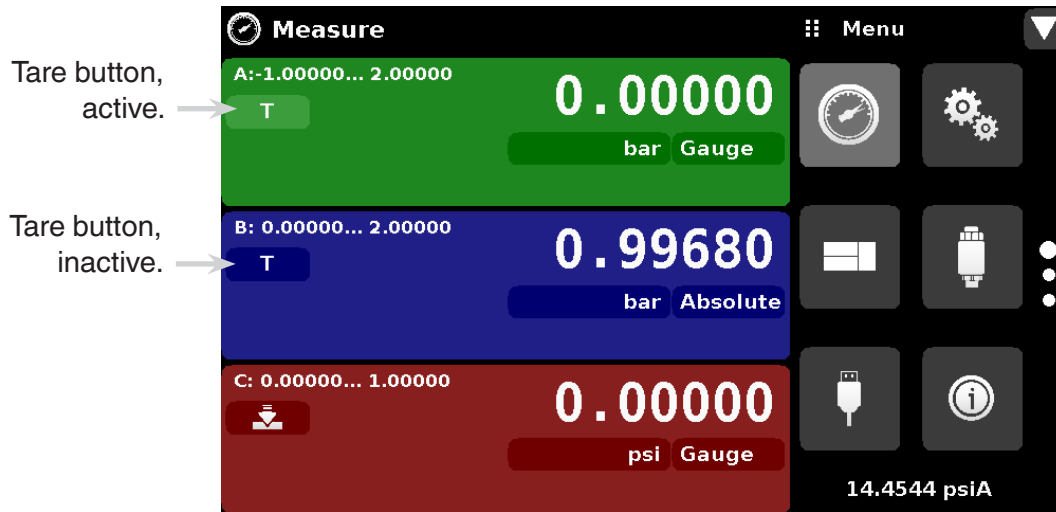 Measure
Menu
Tare button,
active.
A:-1.00000... 2.00000
T
0.00000
bar Gauge
Tare button,
inactive.
B: 0.00000... 2.00000
T
0.99680
bar Absolute
C: 0.00000... 1.00000
0.00000
psi Gauge
i
14.4544 psiA